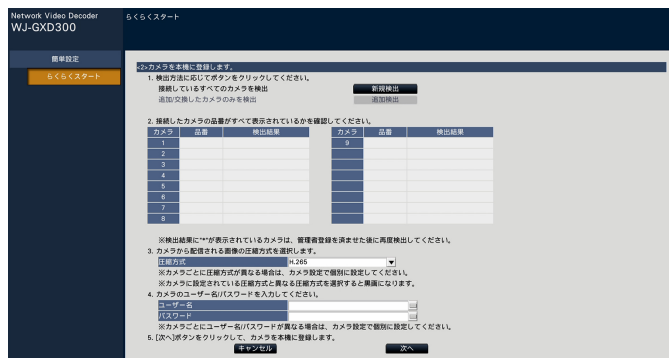 Network Video Decoder
WJ-GXD300
らくらくスタート
簡単設定
らくらくスタート
<2>カメラを本機に登録します。
1. 検出方法に応じてボタンをクリックしてください。
接続しているすべてのカメラを検出 新規検出
追加/交換したカメラのみを検出 追加検出
2. 接続したカメラの品番がすべて表示されているかを確認してください。
カメラ 品番 検出結果 カメラ 品番 検出結果
1 9
2
3
4
5
6
7
8
※検出結果に"*"が表示されているカメラは、管理者登録を済ませた後に再度検出してください。
3. カメラから配信される画像の圧縮方式を選択します。
圧縮方式 H.265
※カメラごとに圧縮方式が異なる場合は、カメラ設定で個別に設定してください。
※カメラに設定されている圧縮方式と異なる圧縮方式を選択すると黒画になります。
4. カメラのユーザー名/パスワードを入力してください。
ユーザー名
パスワード
※カメラごとにユーザー名/パスワードが異なる場合は、カメラ設定で個別に設定してください。
5. [次へ]ボタンをクリックして、カメラを本機に登録します。
キャンセル 次へ